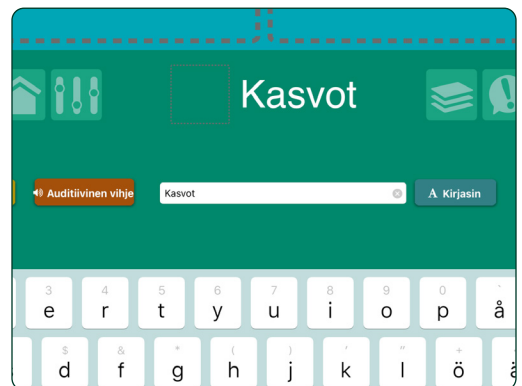 Kasvot
Auditiivinen vihje
Kasvot
A Kirjasin
3 4 5 6 7 8 9 0 `
e r t y u i o p å
$ & * ( ) ' " +
d f g h j k l ö